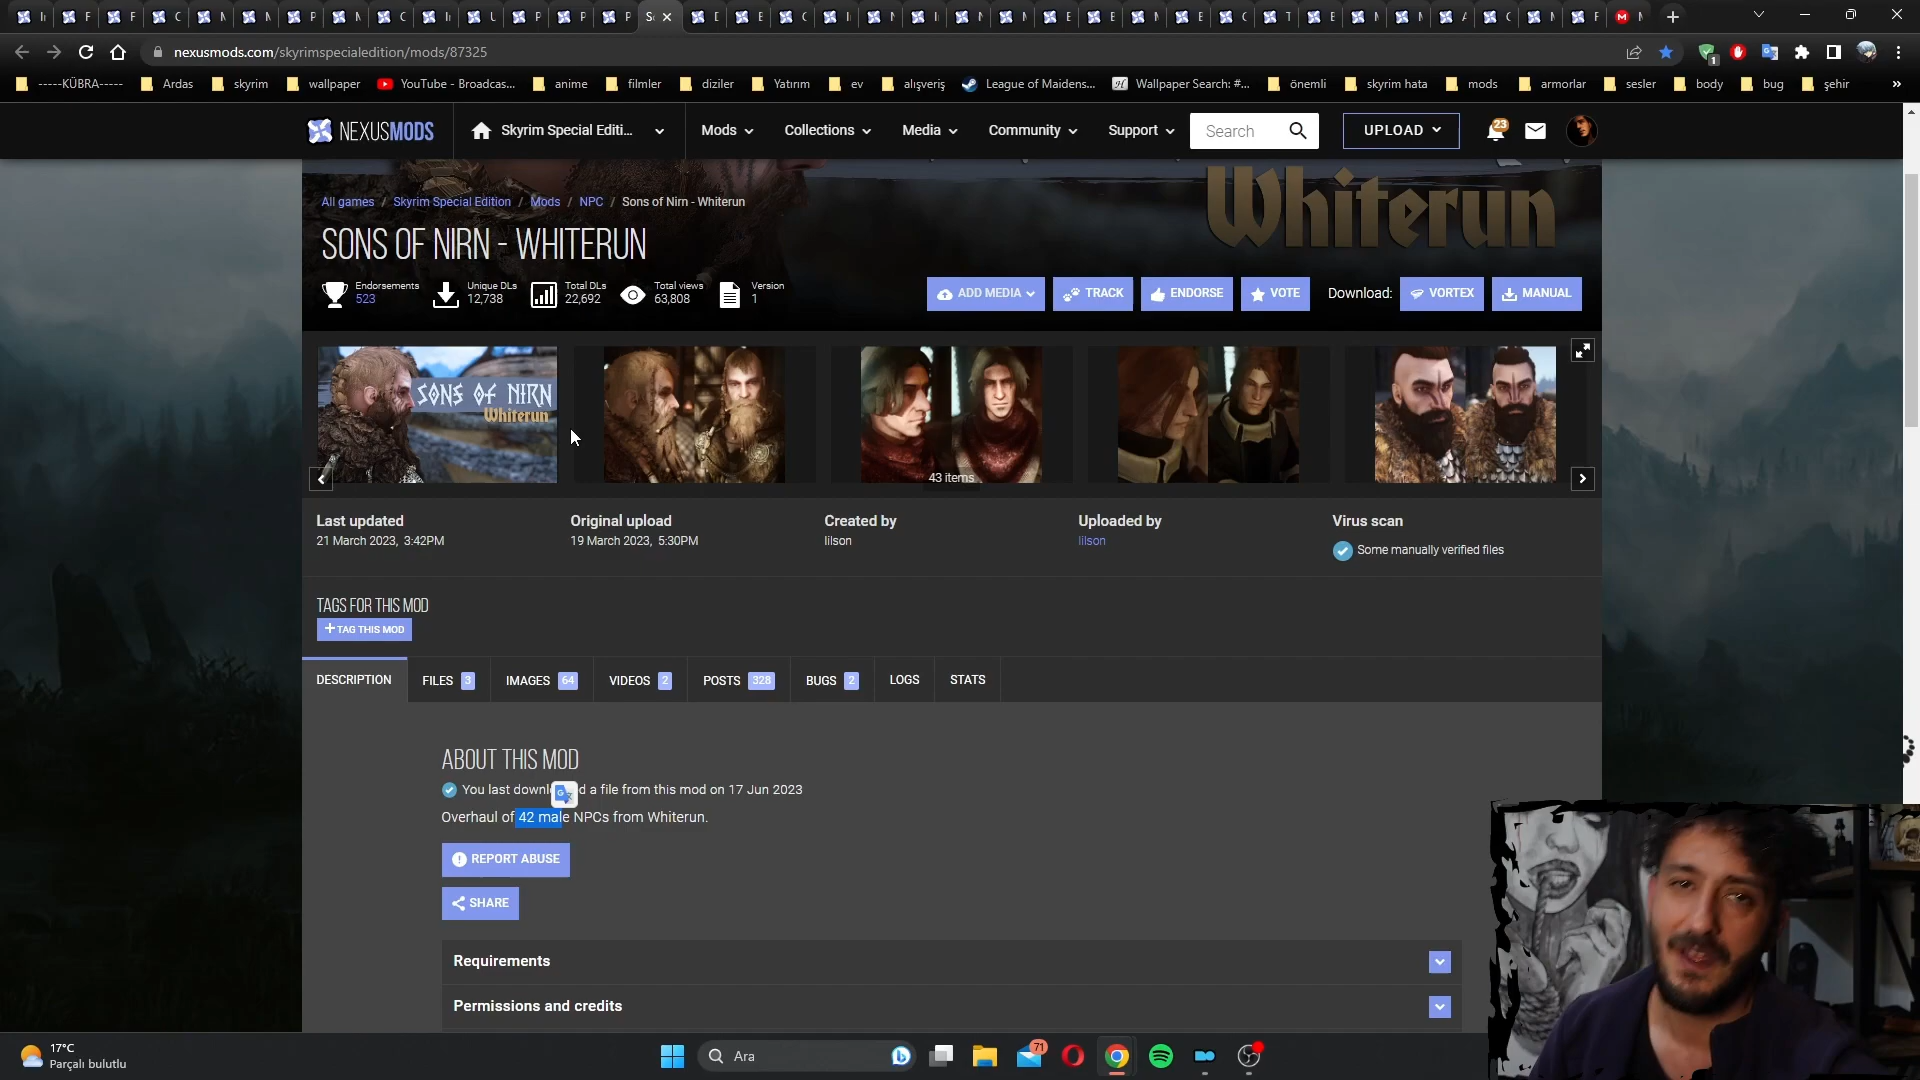 nexusmods.com/skyrimspecialedition/mods/87325
-----KÜBRA----- Ardas skyrim wallpaper YouTube - Broadcas... anime filmler diziler Yatırım ev alışveriş League of Maidens... Wallpaper Search: #... önemli skyrim hata mods armorlar sesler body bug şehir »
NEXUSMODS Skyrim Special Editi... Mods Collections Media Community Support Search UPLOAD 23
Whiterun
All games / Skyrim Special Edition / Mods / NPC / Sons of Nirn - Whiterun
SONS OF NIRN - WHITERUN
Endorsements Unique DLs Total DLs Total views Version
523 12,738 22,692 63,808 1
ADD MEDIA TRACK ENDORSE VOTE Download: VORTEX MANUAL
SONS OF NIRN
Whiterun
43 items
Last updated Original upload Created by Uploaded by Virus scan
21 March 2023, 3:42PM 19 March 2023, 5:30PM lilson lilson Some manually verified files
TAGS FOR THIS MOD
+ TAG THIS MOD
DESCRIPTION FILES 3 IMAGES 64 VIDEOS 2 POSTS 328 BUGS 2 LOGS STATS
ABOUT THIS MOD
You last d a file from this mod on 17 Jun 2023
Overhaul of 42 male NPCs from Whiterun.
REPORT ABUSE
SHARE
Requirements
Permissions and credits
17°C
Parçalı bulutlu
Ara
71